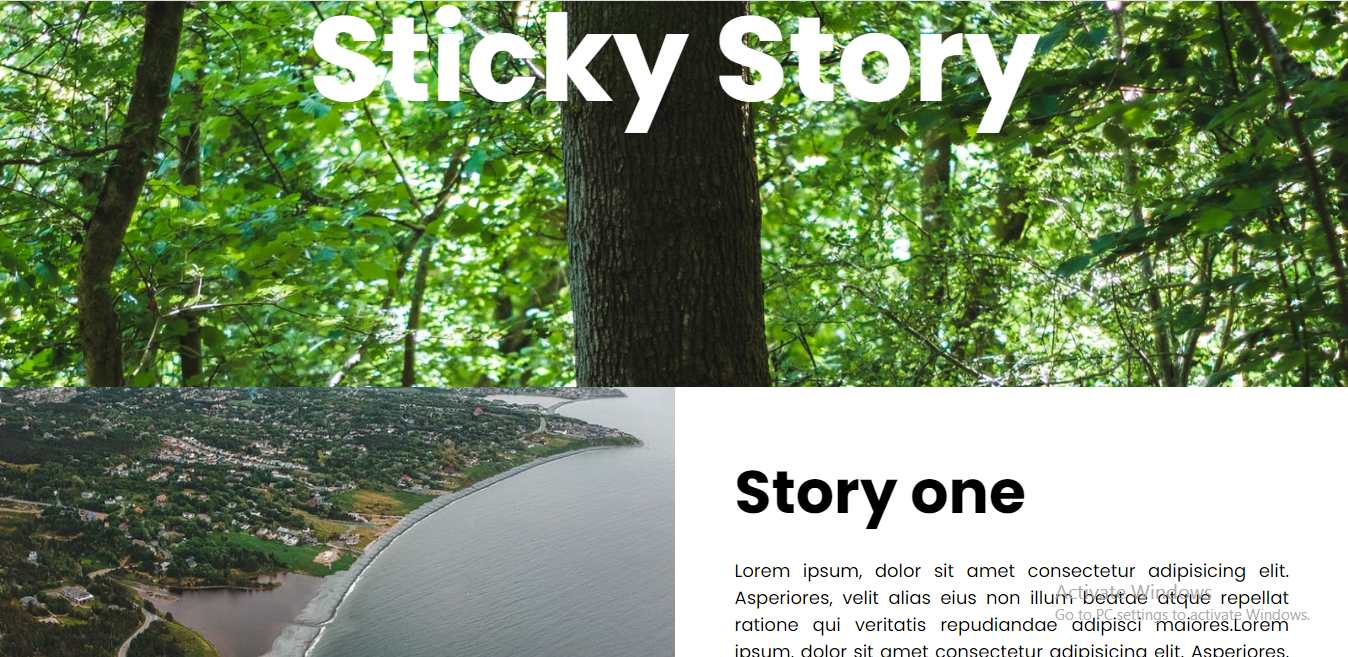 Sticky Story
Story one
Lorem ipsum, dolor sit amet consectetur adipisicing elit.
Asperiores, velit alias eius non illum beatae atque repellat
ratione qui veritatis repudiandae adipisci maiores.Lorem
ipsum, dolor sit amet consectetur adipisicing elit. Asperiores,
Activate Windows
Go to PC settings to activate Windows.